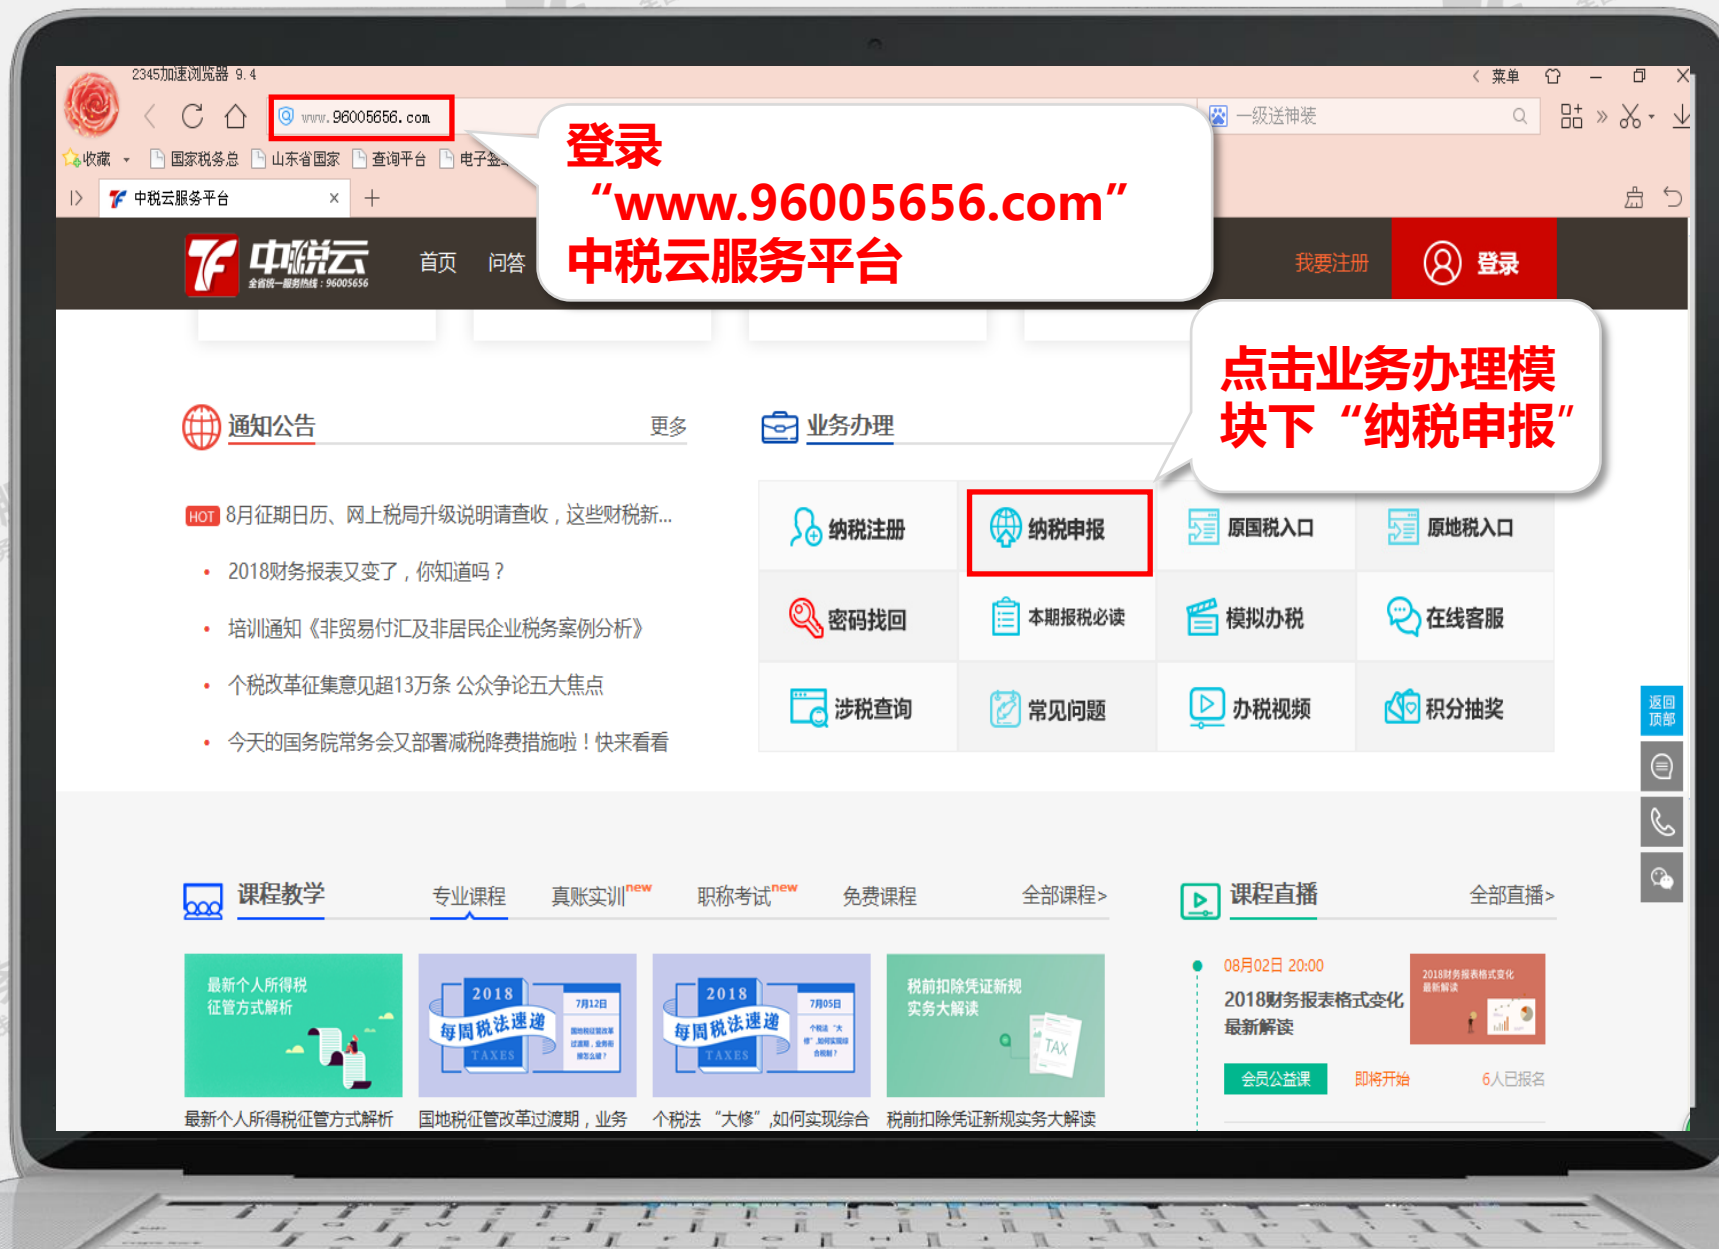 2345加速浏览器 9.4
菜单
www.96005656.com
一级送神装
收藏
国家税务总
山东省国家
查询平台
中税云服务平台
登录
“www.96005656.com”
中税云服务平台
中税云
全省统一服务热线：96005656
首页
问答
我要注册
登录
点击业务办理模
块下“纳税申报”
通知公告
更多
HOT 8月征期日历、网上税局升级说明请查收，这些财税新...
• 2018财务报表又变了，你知道吗？
• 培训通知《非贸易付汇及非居民企业税务案例分析》
• 个税改革征集意见超13万条 公众争论五大焦点
• 今天的国务院常务会又部署减税降费措施啦！快来看看
业务办理
纳税注册
纳税申报
原国税入口
原地税入口
密码找回
本期报税必读
模拟办税
在线客服
涉税查询
常见问题
办税视频
积分抽奖
返回
顶部
课程教学
专业课程
真账实训new
职称考试new
免费课程
全部课程>
最新个人所得税
征管方式解析
2018
每周税法速递
TAXES
7月12日
2018
每周税法速递
TAXES
7月05日
税前扣除凭证新规
实务大解读
TAX
最新个人所得税征管方式解析
国地税征管改革过渡期，业务
个税法 “大修”,如何实现综合
税前扣除凭证新规实务大解读
课程直播
全部直播>
08月02日 20:00
2018财务报表格式变化
最新解读
2018财务报表格式变化
最新解读
会员公益课
即将开始
6人已报名